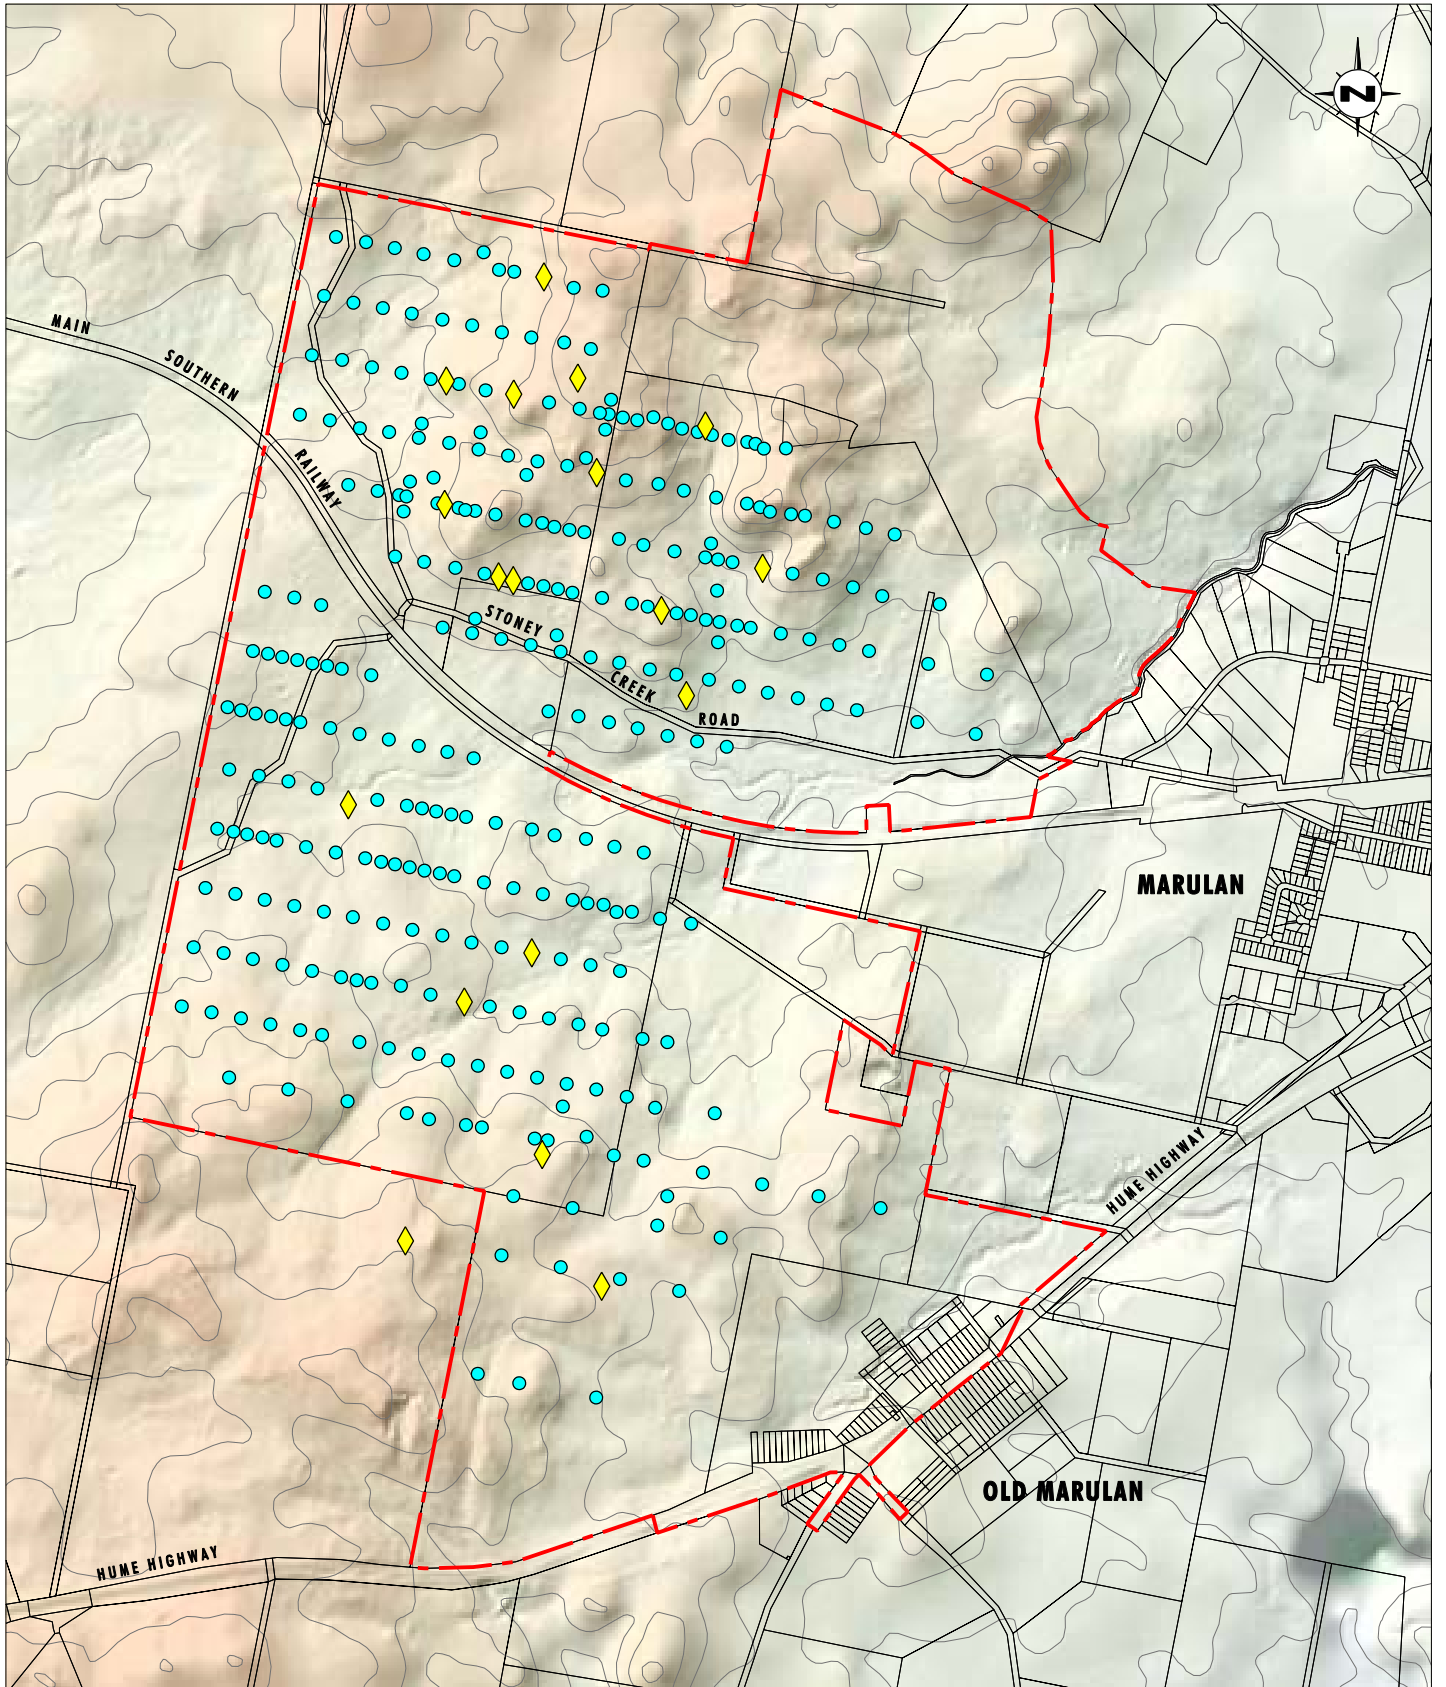 N
MAIN
SOUTHERN
RAILWAY
STONEY
CREEK
ROAD
MARULAN
HUME HIGHWAY
OLD MARULAN
HUME HIGHWAY